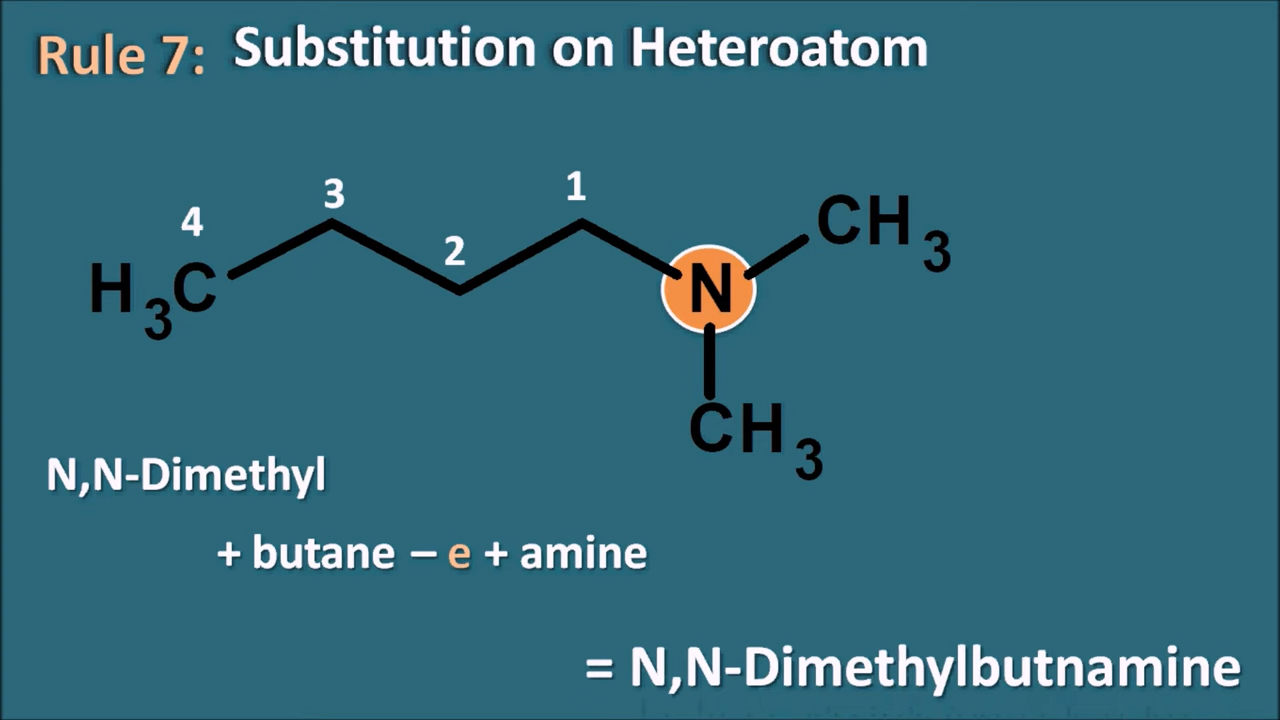 Rule 7: Substitution on Heteroatom
4 3 2 1
H3C N CH3
CH3
N,N-Dimethyl
+ butane – e + amine
= N,N-Dimethylbutnamine